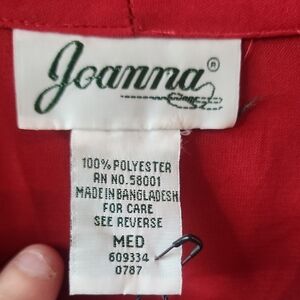 Joanna®
100% POLYESTER
RN NO. 58001
MADE IN BANGLADESH
FOR CARE
SEE REVERSE
MED
609334
0787